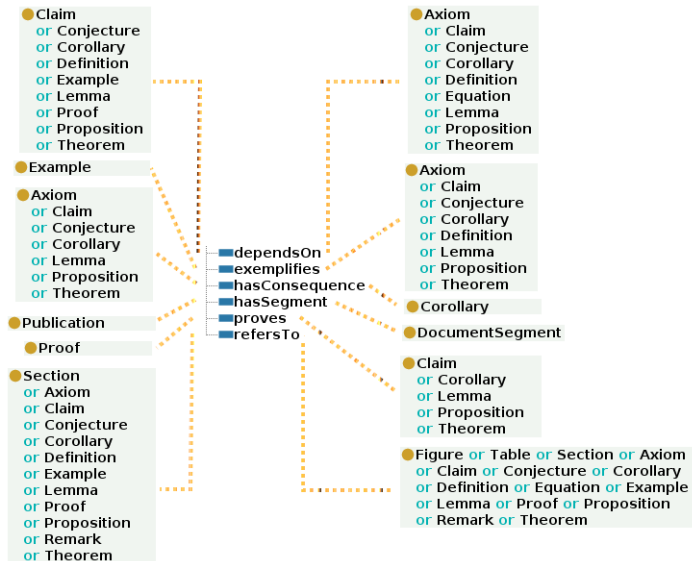 Claim
or Conjecture
or Corollary
or Definition
or Example
or Lemma
or Proof
or Proposition
or Theorem
Example
Axiom
or Claim
or Conjecture
or Corollary
or Lemma
or Proposition
or Theorem
Publication
Proof
Section
or Axiom
or Claim
or Conjecture
or Corollary
or Definition
or Example
or Lemma
or Proof
or Proposition
or Remark
or Theorem
dependsOn
exemplifies
hasConsequence
hasSegment
proves
refersTo
Axiom
or Claim
or Conjecture
or Corollary
or Definition
or Equation
or Lemma
or Proposition
or Theorem
Axiom
or Claim
or Conjecture
or Corollary
or Definition
or Lemma
or Proposition
or Theorem
Corollary
DocumentSegment
Claim
or Corollary
or Lemma
or Proposition
or Theorem
Figure or Table or Section or Axiom
or Claim or Conjecture or Corollary
or Definition or Equation or Example
or Lemma or Proof or Proposition
or Remark or Theorem